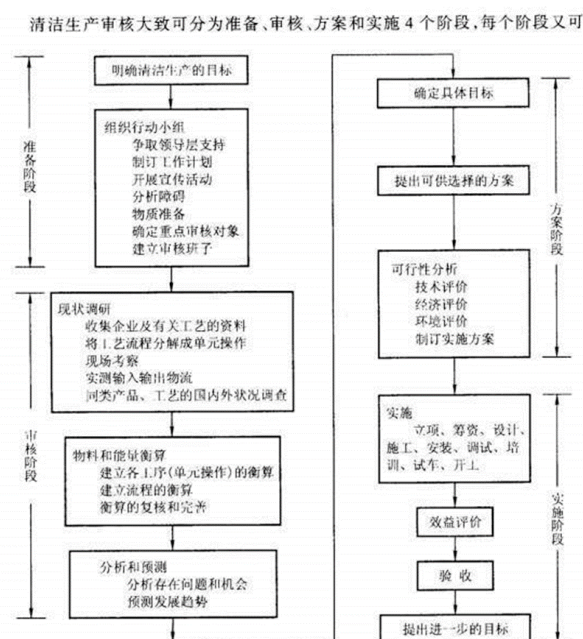 清洁生产审核大致可分为准备、审核、方案和实施 4 个阶段,每个阶段又可
准备阶段
明确清洁生产的目标
组织行动小组
争取领导层支持
制订工作计划
开展宣传活动
分析障碍
物质准备
确定重点审核对象
建立审核班子
审核阶段
现状调研
收集企业及有关工艺的资料
将工艺流程分解成单元操作
现场考察
实测输入输出物流
同类产品、工艺的国内外状况调查
物料和能量衡算
建立各工序(单元操作)的衡算
建立流程的衡算
衡算的复核和完善
分析和预测
分析存在问题和机会
预测发展趋势
确定具体目标
提出可供选择的方案
可行性分析
技术评价
经济评价
环境评价
制订实施方案
方案阶段
实施
立项、筹资、设计、
施工、安装、调试、培
训、试车、开工
效益评价
验 收
提出进一步的目标
实施阶段